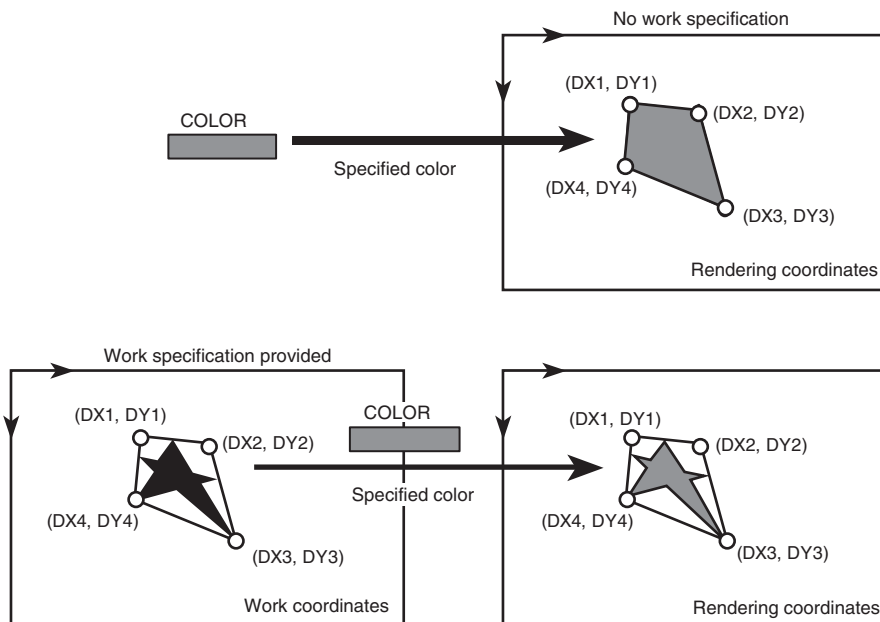 No work specification
(DX1, DY1)
(DX2, DY2)
COLOR
Specified color
(DX4, DY4)
(DX3, DY3)
Rendering coordinates
Work specification provided
(DX1, DY1)
(DX2, DY2)
(DX4, DY4)
(DX3, DY3)
Work coordinates
COLOR
Specified color
(DX1, DY1)
(DX2, DY2)
(DX4, DY4)
(DX3, DY3)
Rendering coordinates